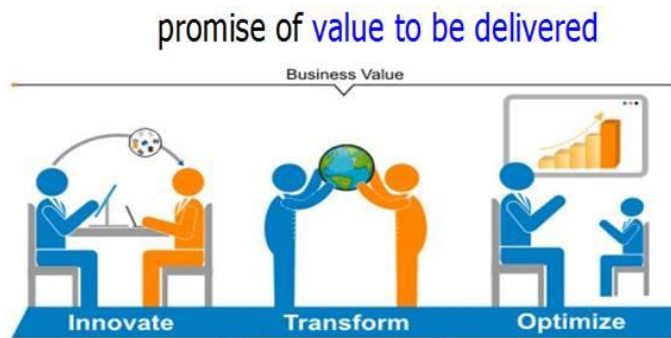 promise of value to be delivered
Business Value
Innovate Transform Optimize